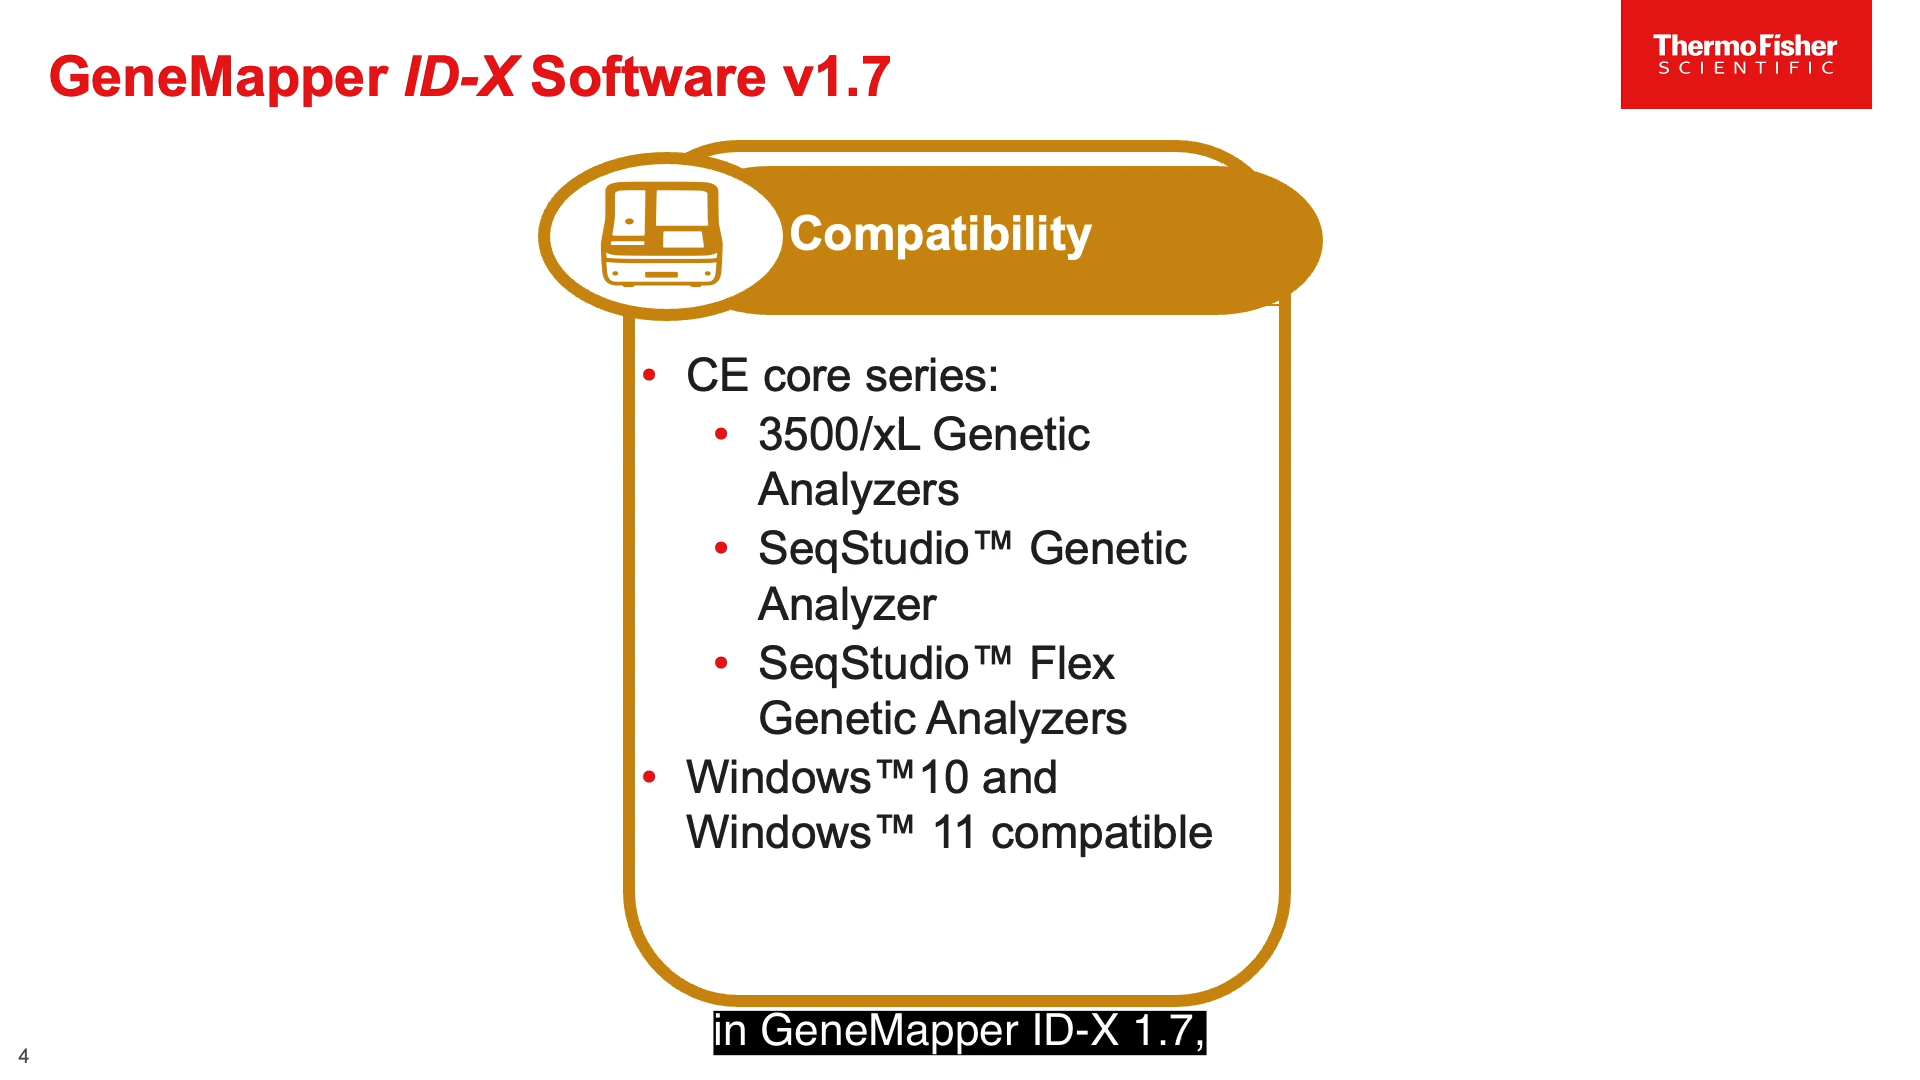 GeneMapper ID-X Software v1.7
ThermoFisher
SCIENTIFIC
Compatibility
• CE core series:
• 3500/xL Genetic
Analyzers
• SeqStudio™ Genetic
Analyzer
• SeqStudio™ Flex
Genetic Analyzers
• Windows™10 and
Windows™ 11 compatible
in GeneMapper ID-X 1.7,
4